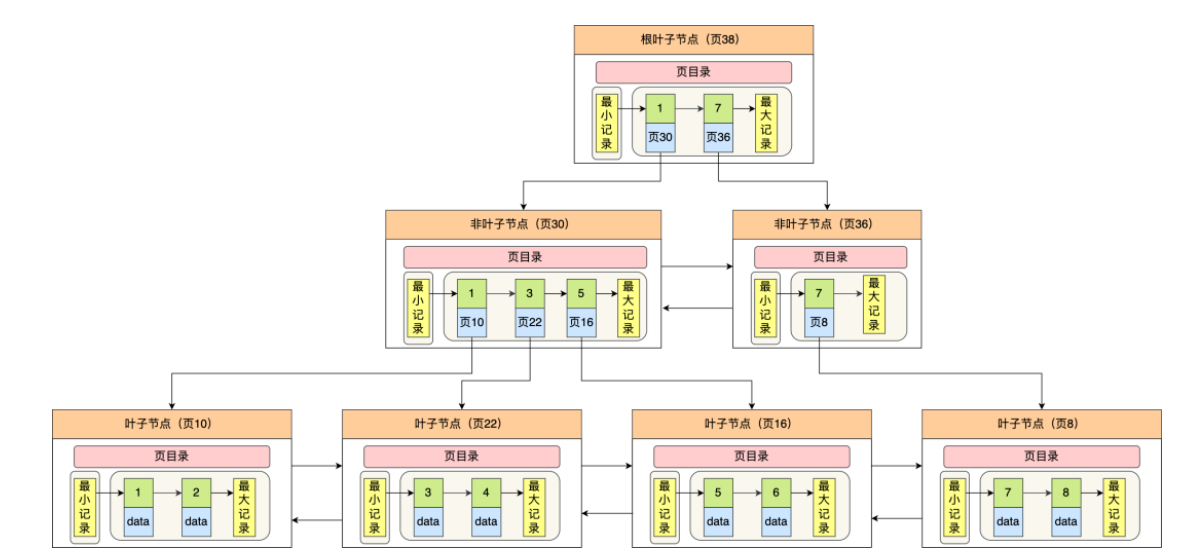 根叶子节点（页38）
页目录
最小记录
1
7
最大记录
页30
页36
非叶子节点（页30）
页目录
最小记录
1
3
5
最大记录
页10
页22
页16
非叶子节点（页36）
页目录
最小记录
7
最大记录
页8
叶子节点（页10）
页目录
最小记录
1
2
最大记录
data
data
叶子节点（页22）
页目录
最小记录
3
4
最大记录
data
data
叶子节点（页16）
页目录
最小记录
5
6
最大记录
data
data
叶子节点（页8）
页目录
最小记录
7
8
最大记录
data
data